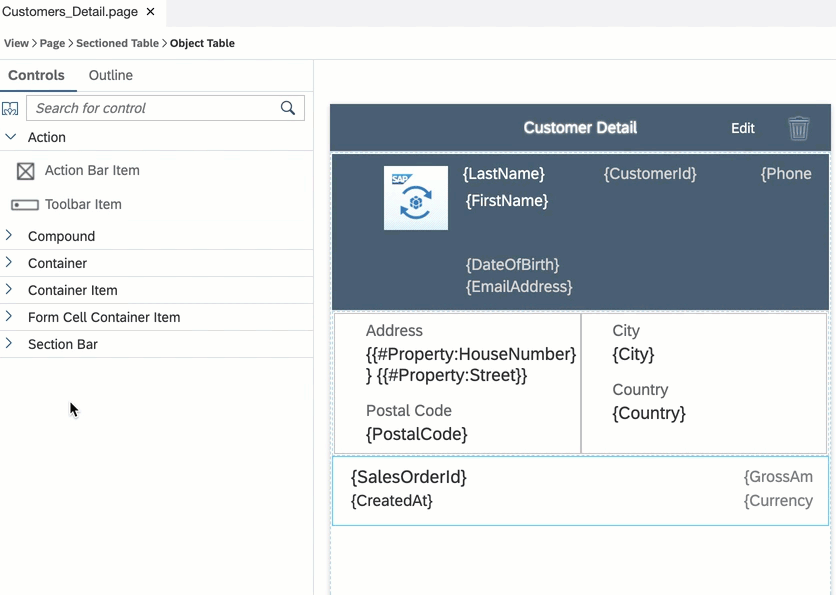 Customers_Detail.page ×
View > Page > Sectioned Table > Object Table
Controls Outline
Search for control
Action
Action Bar Item
Toolbar Item
Compound
Container
Container Item
Form Cell Container Item
Section Bar
Customer Detail Edit
SAP
{LastName} {CustomerId} {Phone
{FirstName}
{DateOfBirth}
{EmailAddress}
Address
{{#Property:HouseNumber}
} {{#Property:Street}}
Postal Code
{PostalCode}
City
{City}
Country
{Country}
{SalesOrderId} {GrossAm
{CreatedAt} {Currency